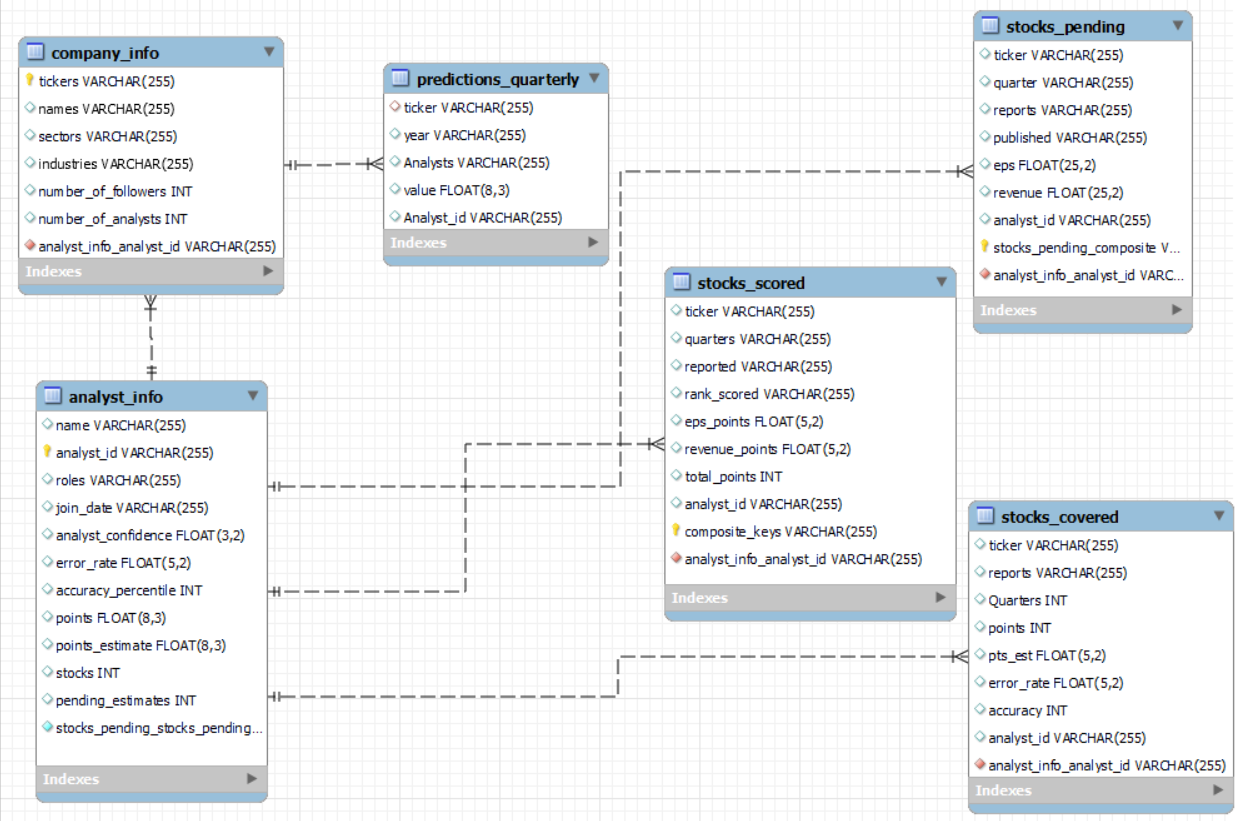 company_info
tickers VARCHAR(255)
names VARCHAR(255)
sectors VARCHAR(255)
industries VARCHAR(255)
number_of_followers INT
number_of_analysts INT
analyst_info_analyst_id VARCHAR(255)
Indexes
predictions_quarterly
ticker VARCHAR(255)
year VARCHAR(255)
Analysts VARCHAR(255)
value FLOAT(8,3)
Analyst_id VARCHAR(255)
Indexes
stocks_pending
ticker VARCHAR(255)
quarter VARCHAR(255)
reports VARCHAR(255)
published VARCHAR(255)
eps FLOAT(25,2)
revenue FLOAT(25,2)
analyst_id VARCHAR(255)
stocks_pending_composite V...
analyst_info_analyst_id VARC...
Indexes
stocks_scored
ticker VARCHAR(255)
quarters VARCHAR(255)
reported VARCHAR(255)
rank_scored VARCHAR(255)
eps_points FLOAT(5,2)
revenue_points FLOAT(5,2)
total_points INT
analyst_id VARCHAR(255)
composite_keys VARCHAR(255)
analyst_info_analyst_id VARCHAR(255)
Indexes
analyst_info
name VARCHAR(255)
analyst_id VARCHAR(255)
roles VARCHAR(255)
join_date VARCHAR(255)
analyst_confidence FLOAT(3,2)
error_rate FLOAT(5,2)
accuracy_percentile INT
points FLOAT(8,3)
points_estimate FLOAT(8,3)
stocks INT
pending_estimates INT
stocks_pending_stocks_pending...
Indexes
stocks_covered
ticker VARCHAR(255)
reports VARCHAR(255)
Quarters INT
points INT
pts_est FLOAT(5,2)
error_rate FLOAT(5,2)
accuracy INT
analyst_id VARCHAR(255)
analyst_info_analyst_id VARCHAR(255)
Indexes